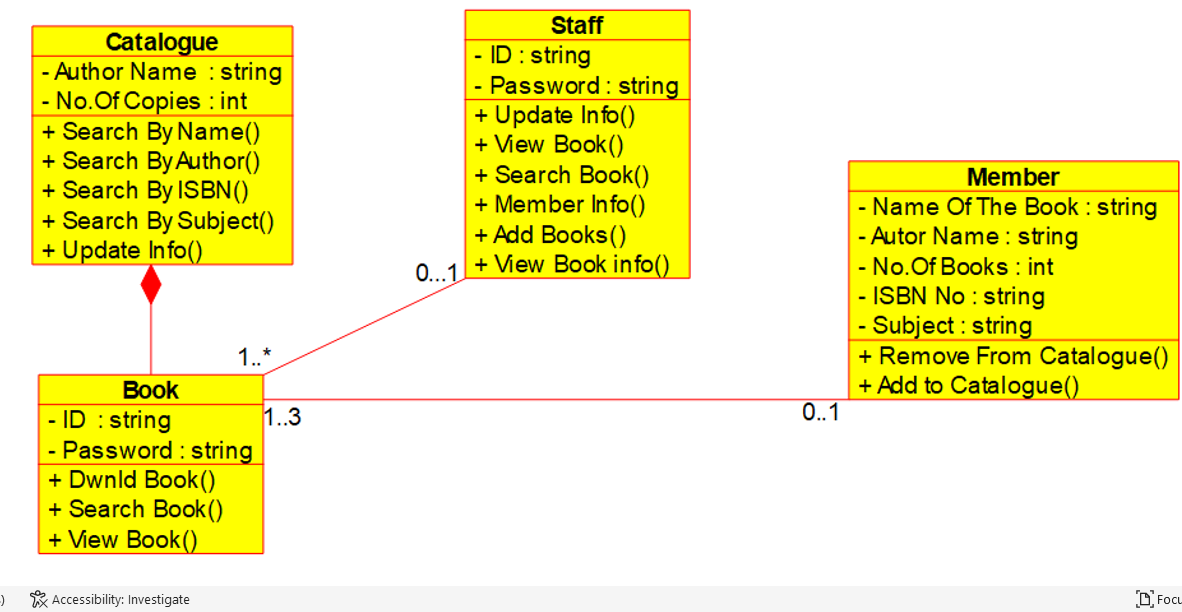 Catalogue
- Author Name : string
- No.Of Copies : int
+ Search By Name()
+ Search By Author()
+ Search By ISBN()
+ Search By Subject()
+ Update Info()
Staff
- ID : string
- Password : string
+ Update Info()
+ View Book()
+ Search Book()
+ Member Info()
+ Add Books()
+ View Book info()
Member
- Name Of The Book : string
- Autor Name : string
- No.Of Books : int
- ISBN No : string
- Subject : string
+ Remove From Catalogue()
+ Add to Catalogue()
0...1
1..*
Book
- ID : string
- Password : string
+ Dwnld Book()
+ Search Book()
+ View Book()
1..3
0..1
Accessibility: Investigate